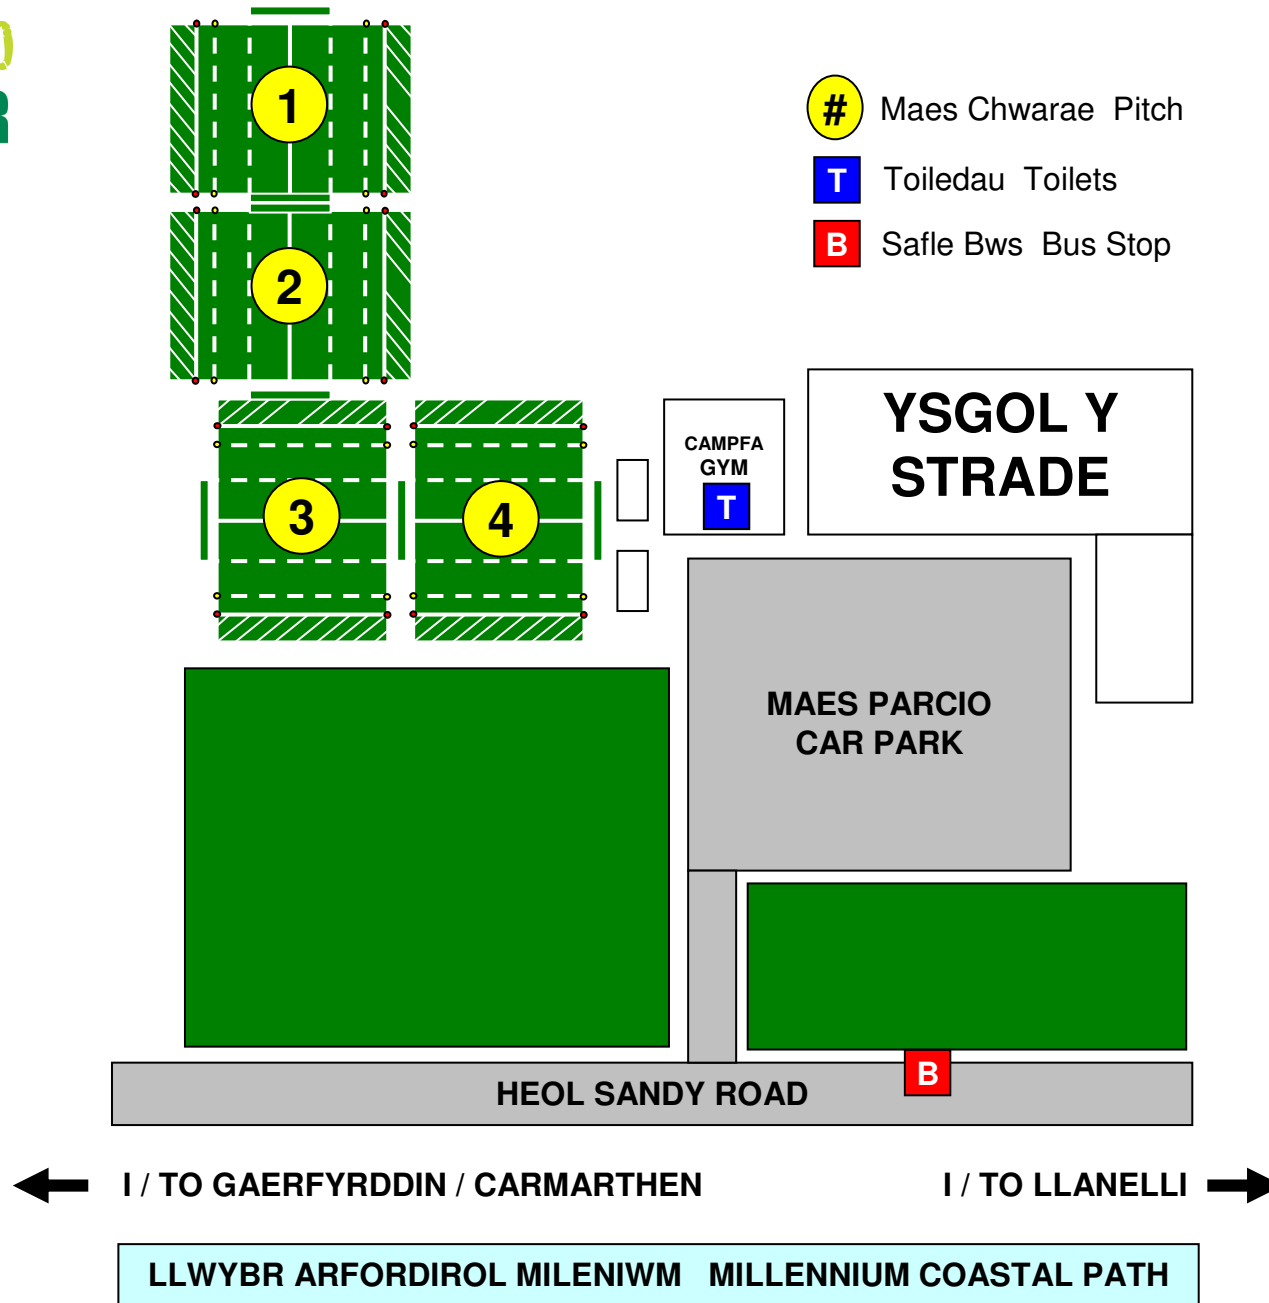 1
# Maes Chwarae Pitch
T Toiledau Toilets
B Safle Bws Bus Stop
2
YSGOL Y
STRADE
CAMPFA
GYM
T
3
4
MAES PARCIO
CAR PARK
B
HEOL SANDY ROAD
I / TO GAERFYRDDIN / CARMARTHEN
I / TO LLANELLI
LLWYBR ARFORDIROL MILENIWM MILLENNIUM COASTAL PATH